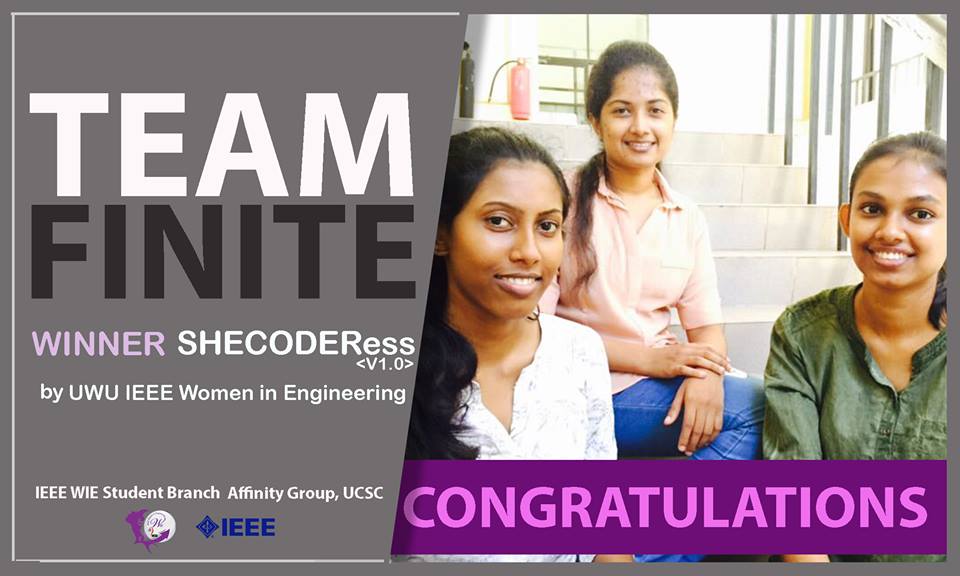 TEAM
FINITE
WINNER SHECODERess
<V1.0>
by UWU IEEE Women in Engineering
IEEE WIE Student Branch Affinity Group, UCSC
IEEE
CONGRATULATIONS